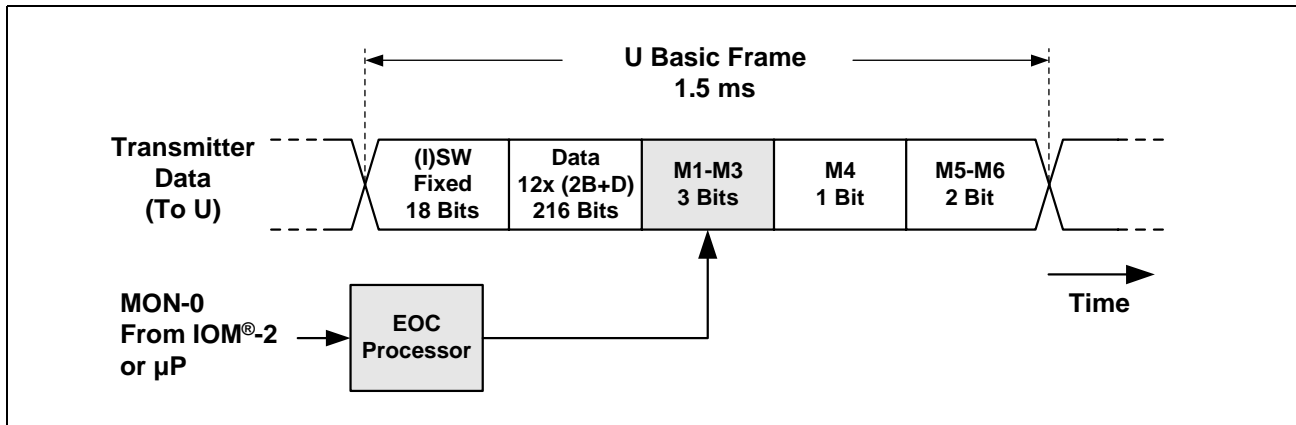 U Basic Frame
1.5 ms
Transmitter
Data
(To U)
(I)SW
Fixed
18 Bits
Data
12x (2B+D)
216 Bits
M1-M3
3 Bits
M4
1 Bit
M5-M6
2 Bit
Time
MON-0
From IOM®-2
or µP
EOC
Processor